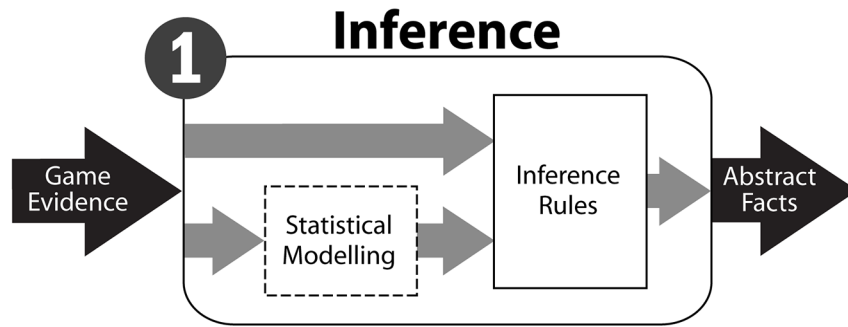 Inference
1
Game
Evidence
Statistical
Modelling
Inference
Rules
Abstract
Facts